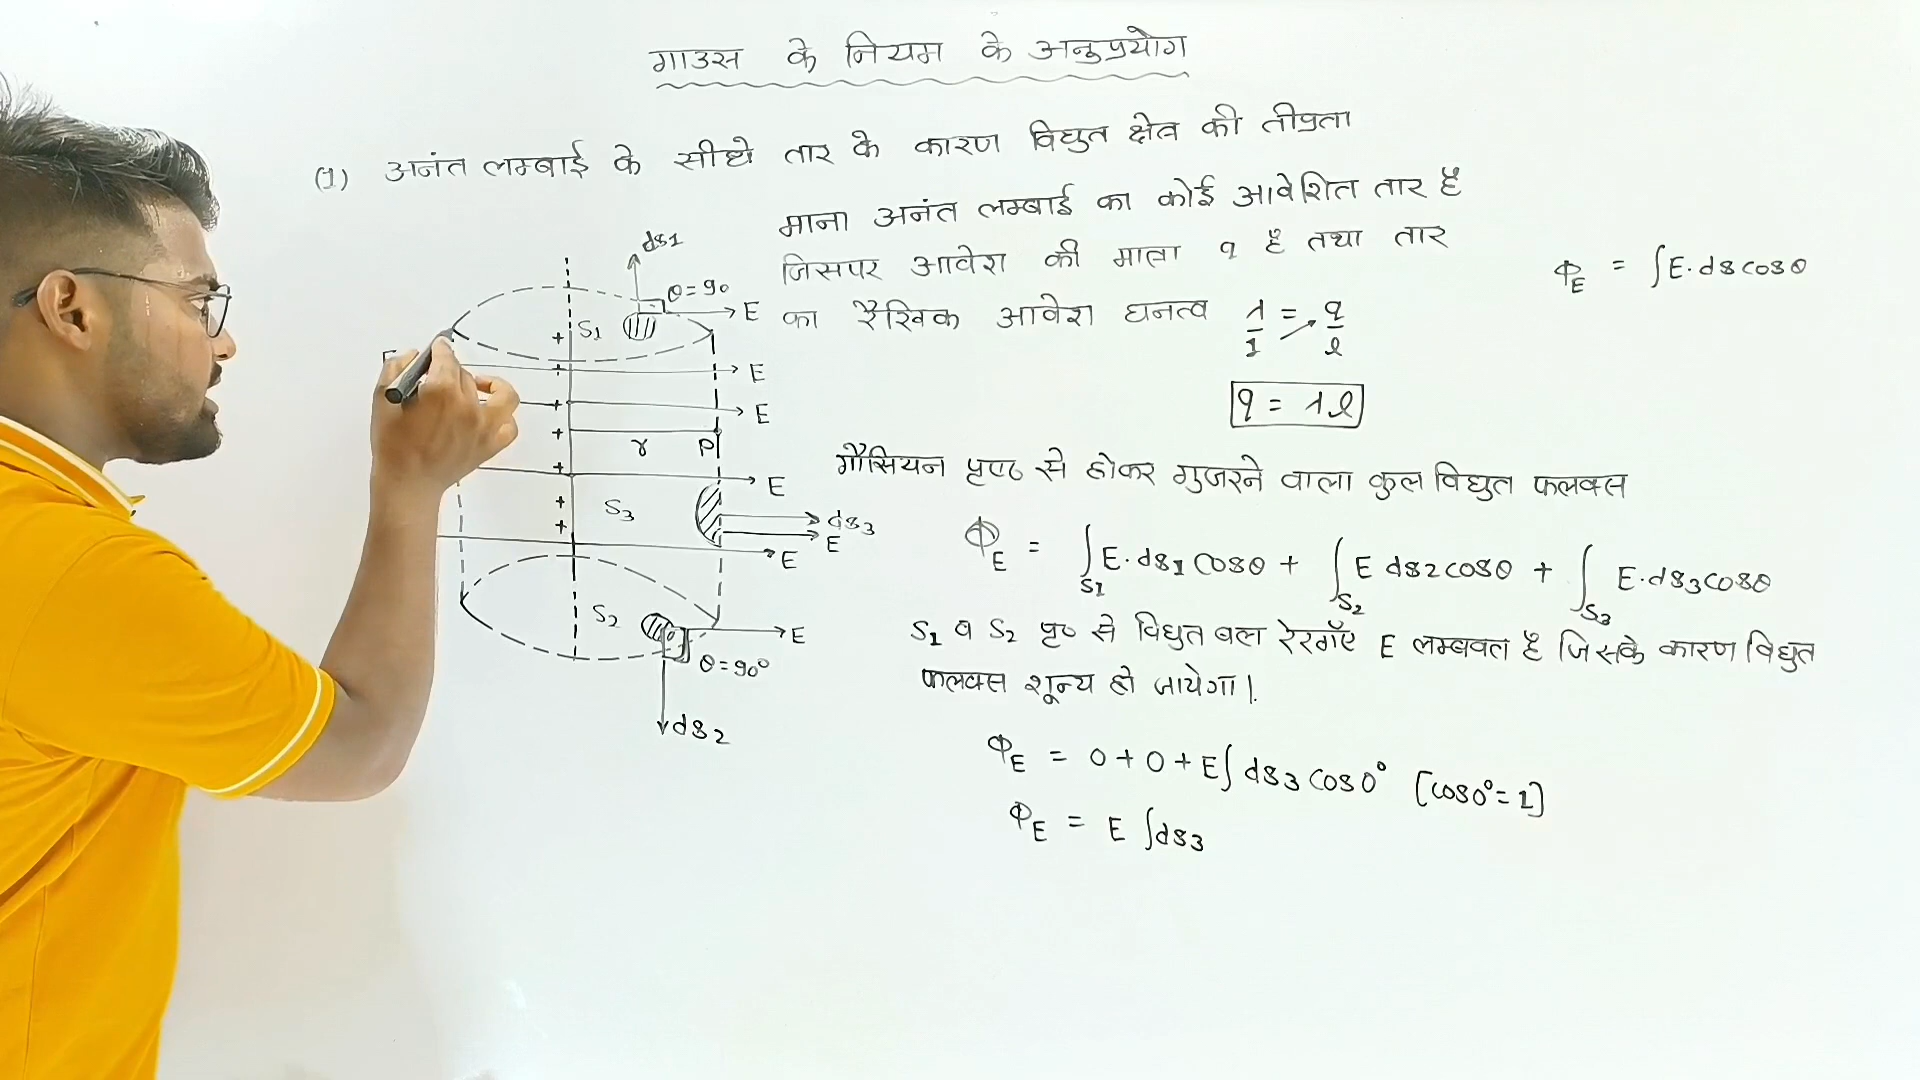 गाउस के नियम के अनुप्रयोग
(1) अनंत लम्बाई के सीधे तार के कारण विद्युत क्षेत्र की तीव्रता
माना अनंत लम्बाई का कोई आवेशित तार है
जिसपर आवेश की मात्रा q है तथा तार
का रैखिक आवेश घनत्व λ/1 = q/l
q = λl
ΦE = ∫E.ds cosθ
गौसियन पृष्ठ से होकर गुजरने वाला कुल विद्युत फलक्स
ΦE = ∫S1 E.ds1 cosθ + ∫S2 E ds2 cosθ + ∫S3 E.ds3 cosθ
S1 व S2 पृष्ठ से विद्युत बल रेखाएँ E लम्बवत है जिसके कारण विद्युत
फलक्स शून्य हो जायेगा।
ΦE = 0 + 0 + E∫ds3 cos0° [cos0° = 1]
ΦE = E ∫ds3
ds1
θ = 90
E
S1
+
+ E
+ E
+ r P
+ E
+ S3 ds3
+ E
E
S2 E
θ = 90°
ds2